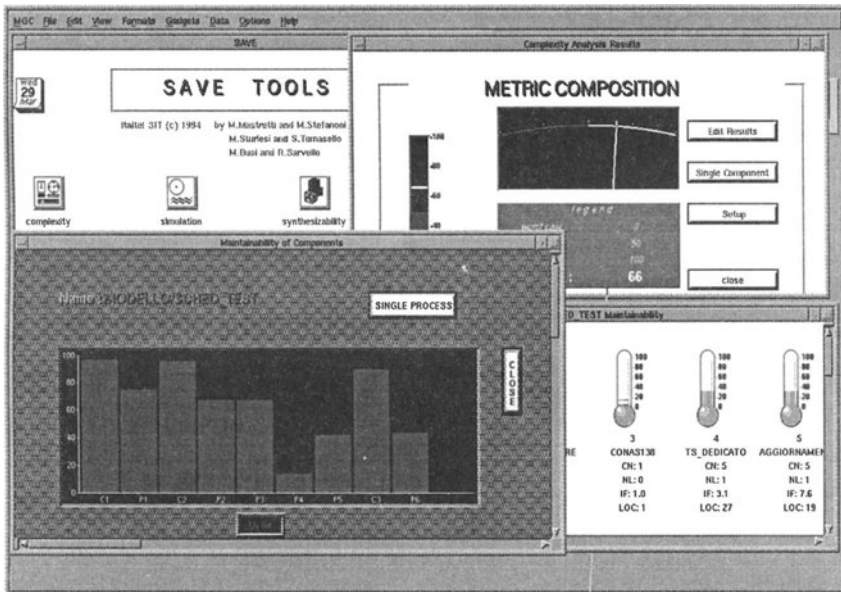 MGC File Edit View Formats Gadgets Data Options Help
SAVE
Wed
29
Mar
SAVE TOOLS
Italtel SIT (c) 1994 by M.Mastretti and M.Stefanoni
M.Sturlesi and S.Tomasello
M.Busi and R.Sarvello
complexity
simulation
synthesizability
Complexity Analysis Results
METRIC COMPOSITION
100
80
40
Edit Results
Single Component
Setup
close
legend
0
50
100
: 66
Maintainability of Components
Name :MODELLO/SCHED_TEST
SINGLE PROCESS
CLOSE
100
80
60
40
20
0
C1 P1 C2 P2 P3 P4 P5 C3 P6
D_TEST Maintainability
100 100 100
80 80 80
60 60 60
40 40 40
20 20 20
0 0 0
3 4 5
RE CONAS138 TS_DEDICATO AGGIORNAMEN
CN: 1 CN: 5 CN: 5
NL: 0 NL: 1 NL: 1
IF: 1.0 IF: 3.1 IF: 7.6
LOC: 1 LOC: 27 LOC: 19